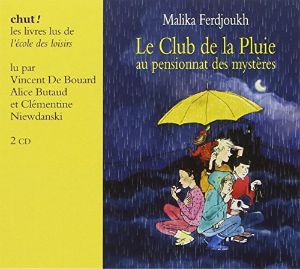 chut !
les livres lus de
l'école des loisirs
lu par
Vincent De Bouard
Alice Butaud
et Clémentine
Niewdanski
2 CD
Malika Ferdjoukh
Le Club de la Pluie
au pensionnat des mystères